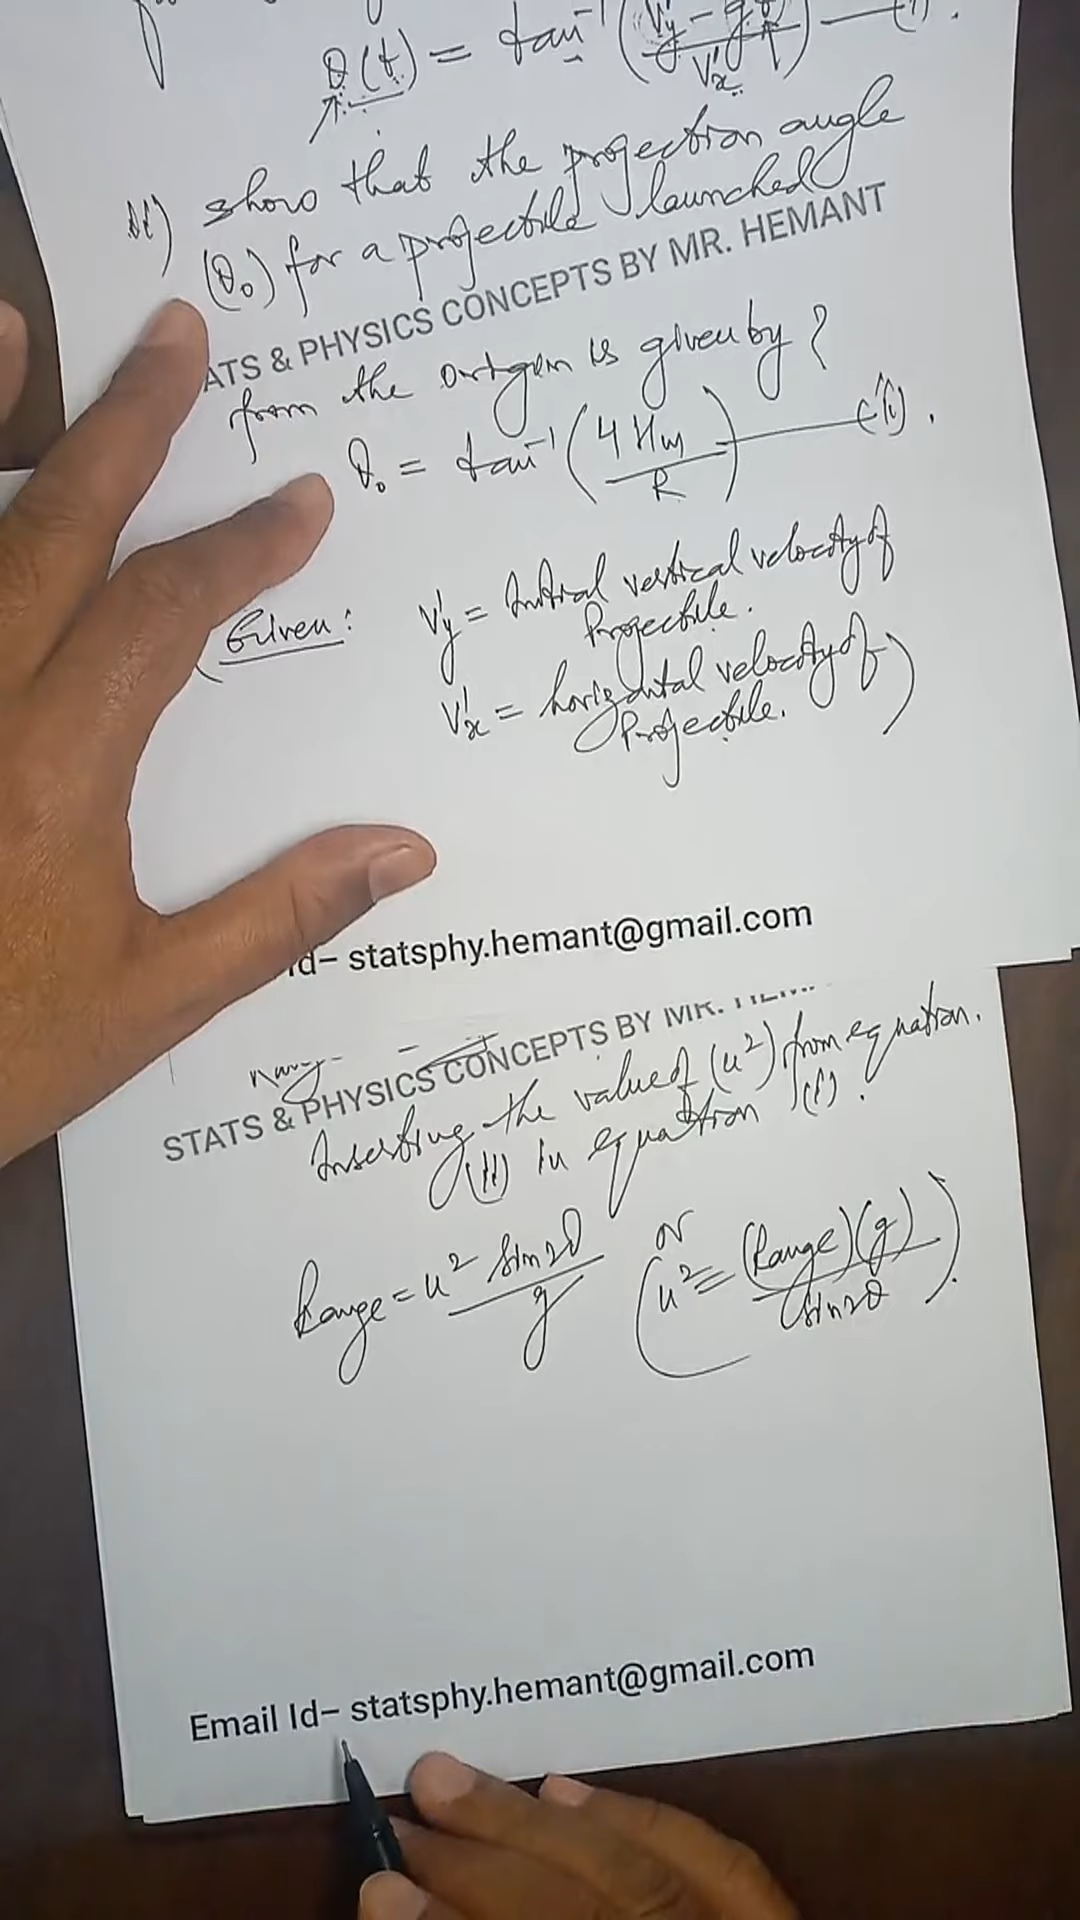 θ(t) = tan⁻¹ (V'y - gt / V'x) — (i).
ii) show that the projection angle
(θ₀) for a projectile launched
ATS & PHYSICS CONCEPTS BY MR. HEMANT
from the origin is given by ?
θ₀ = tan⁻¹ (4Hm / R) — (ii).
(Given: V'y = Initial vertical velocity of
Projectile.
V'x = horizontal velocity of
Projectile.)
Id– statsphy.hemant@gmail.com
STATS & PHYSICS CONCEPTS BY MR.
Inserting the value of (u²) from equation.
(ii) in equation (i).
Range = u² sin2θ / g or (u² = (Range)(g) / sin2θ).
Email Id– statsphy.hemant@gmail.com